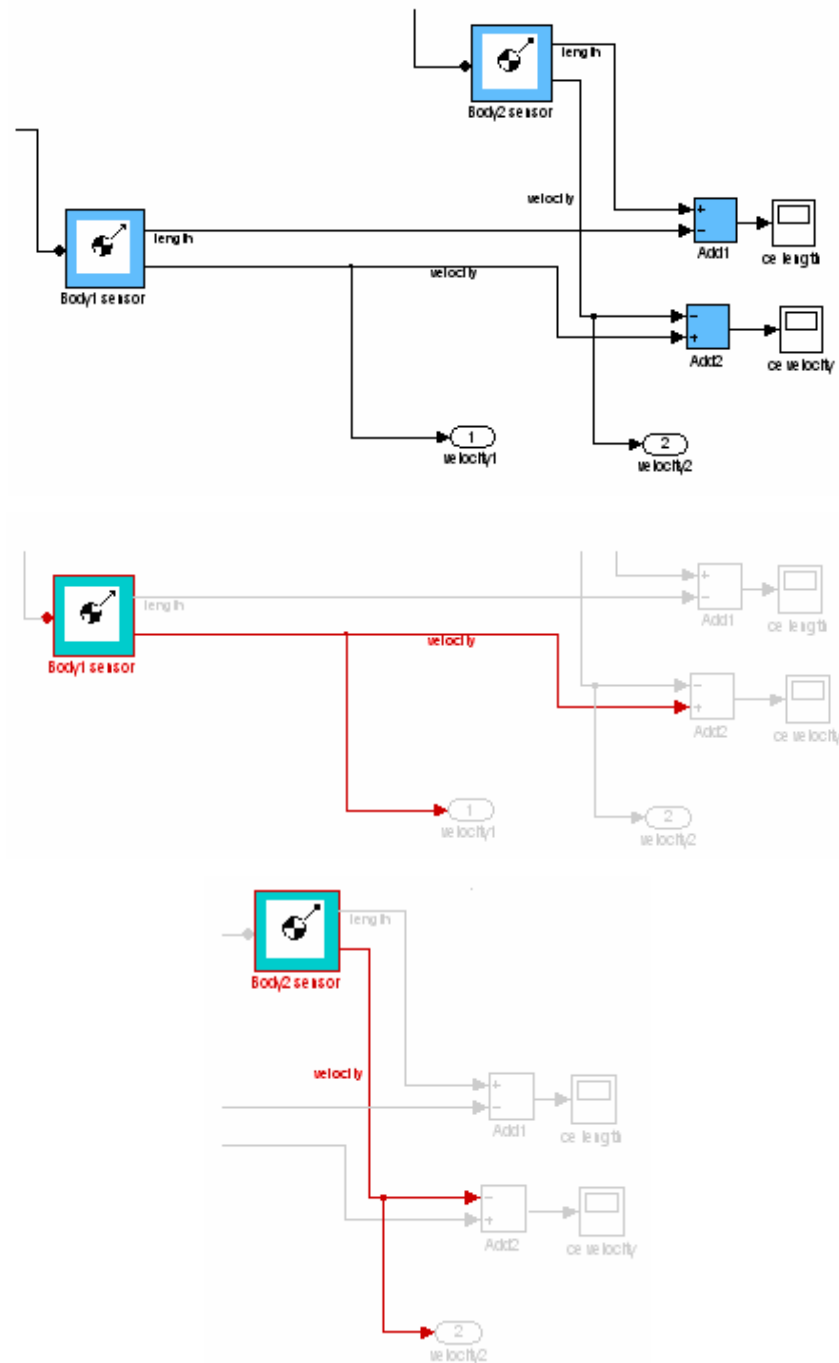 length
Body2 sensor
velocity
+
−
Add1
ce length
length
Body1 sensor
velocity
−
+
Add2
ce velocity
1
velocity1
2
velocity2
length
+
−
Add1
ce length
Body1 sensor
velocity
−
+
Add2
ce velocity
1
velocity1
2
velocity2
length
Body2 sensor
velocity
+
−
Add1
ce length
−
+
Add2
ce velocity
2
velocity2